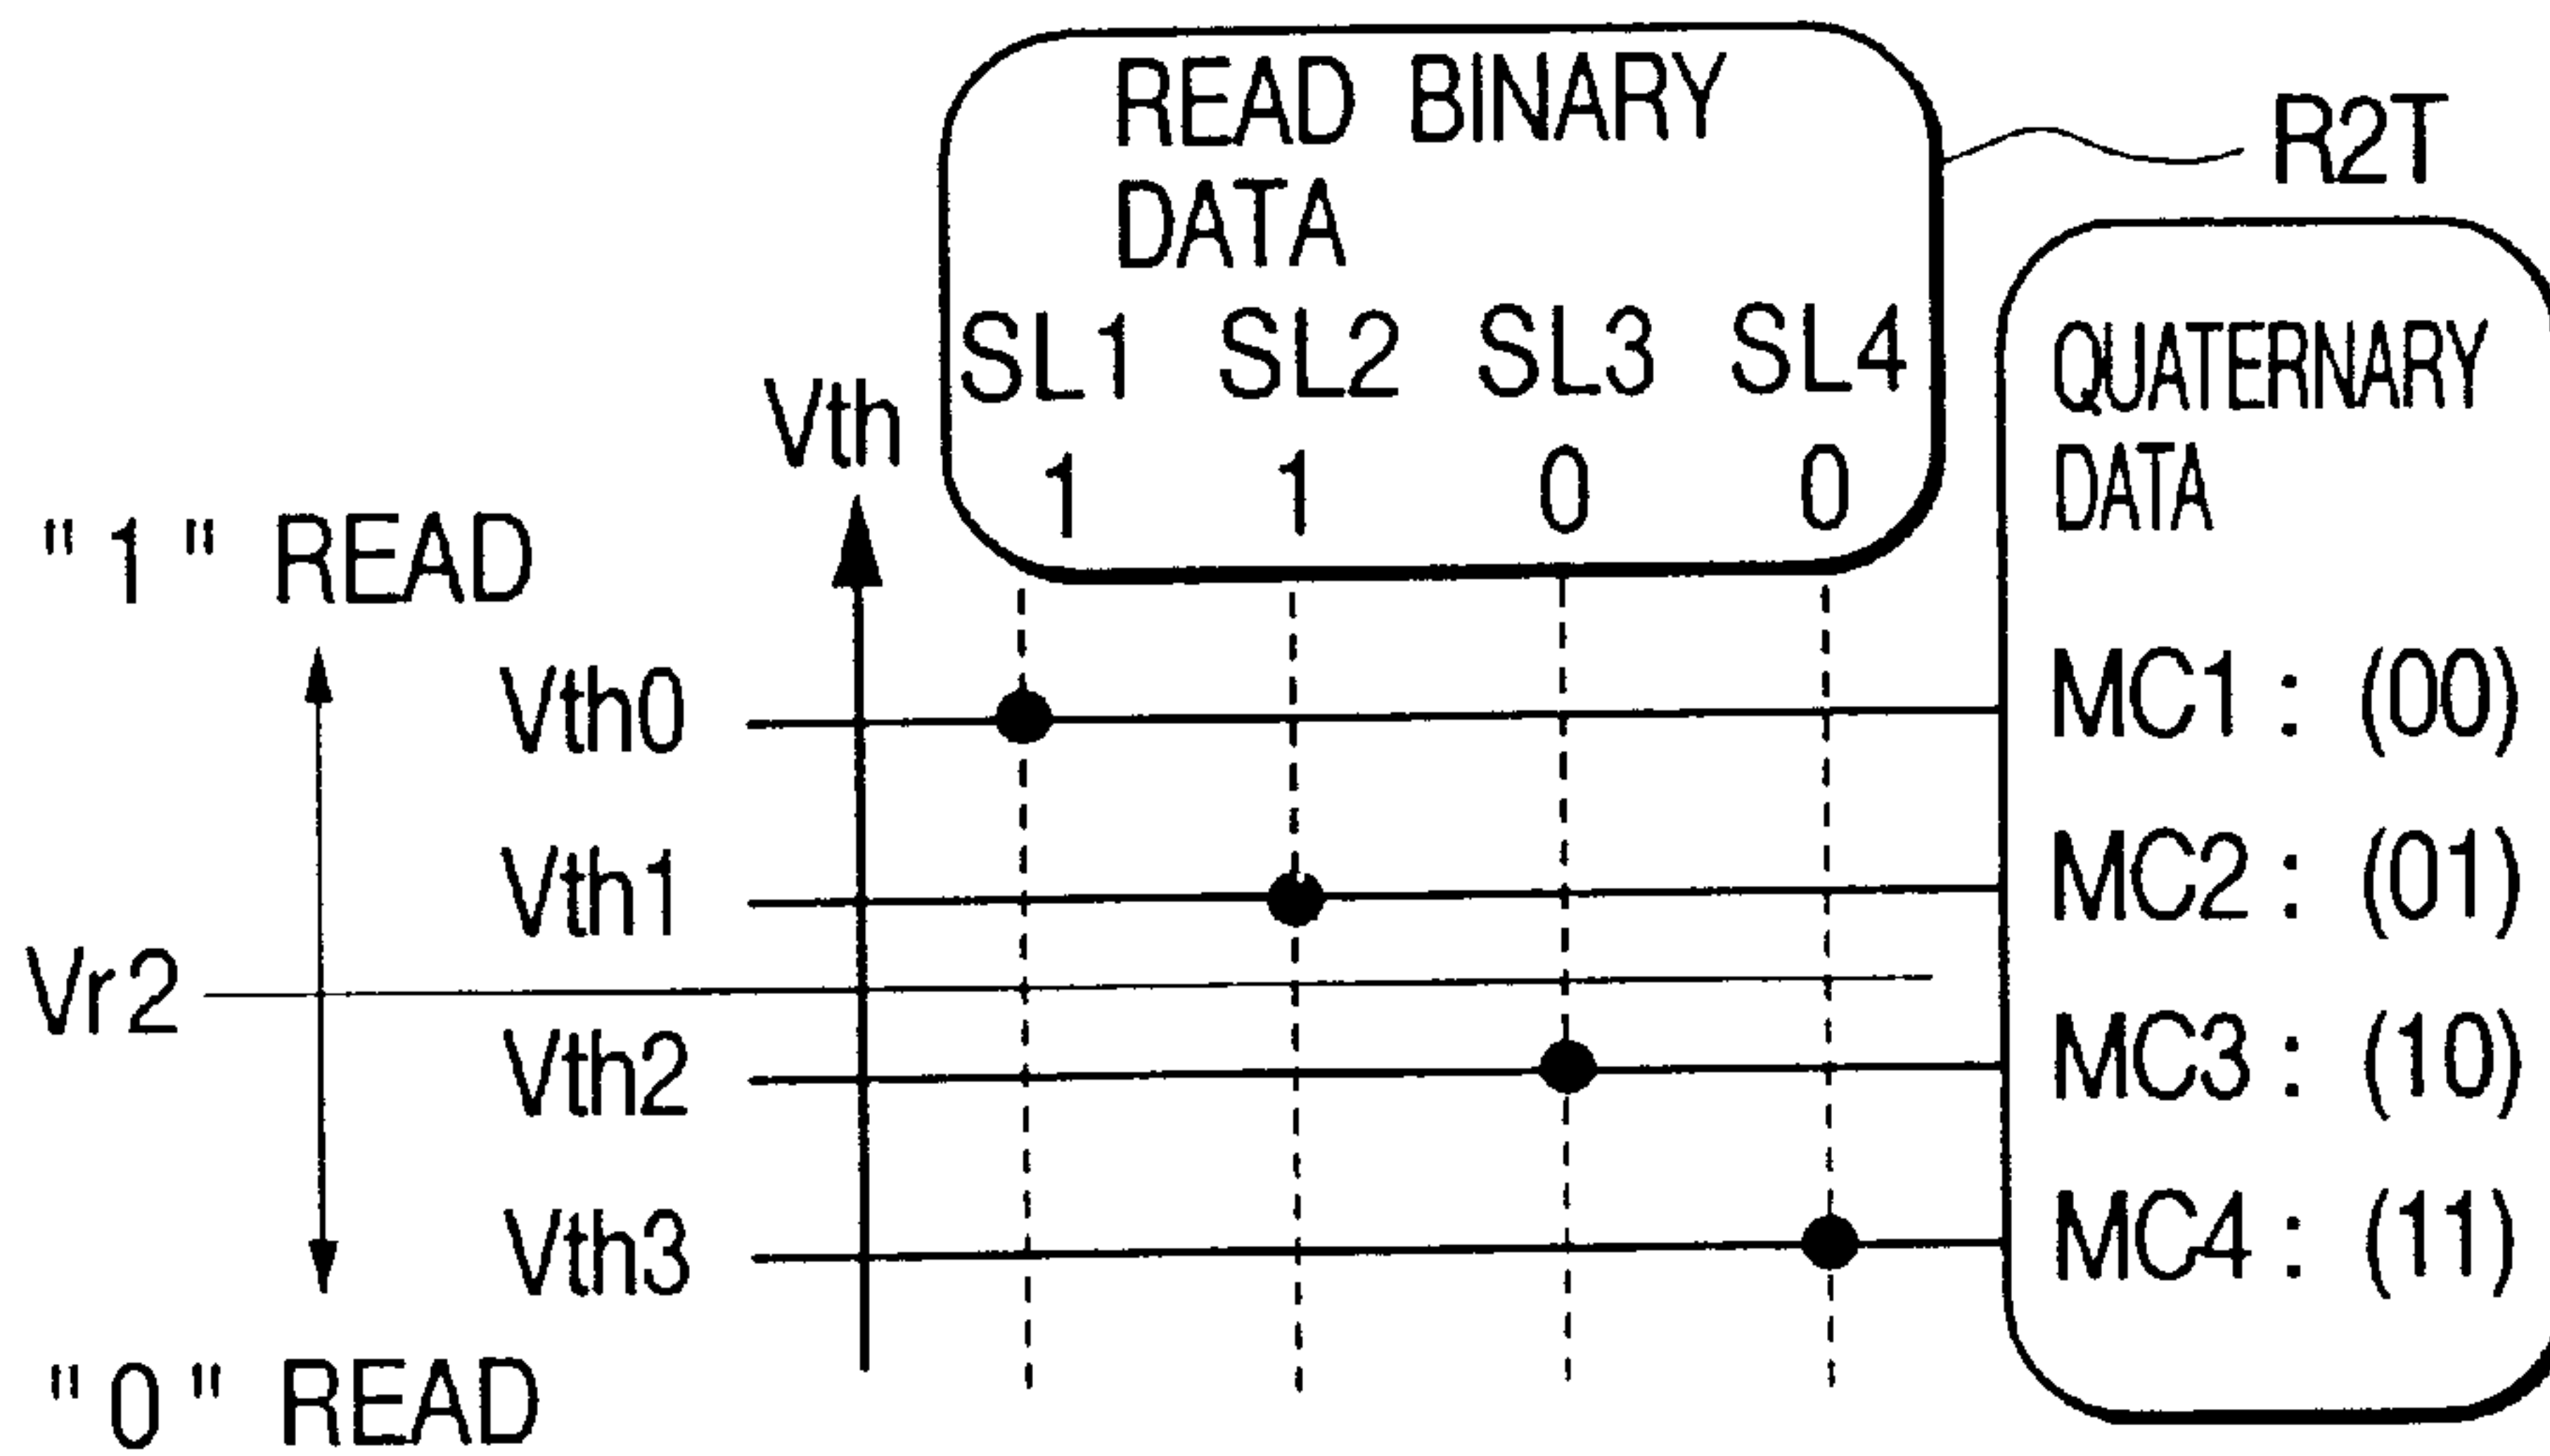 READ BINARY
DATA
R2T
SL1 SL2 SL3 SL4
1 1 0 0
Vth
QUATERNARY
DATA
" 1 " READ
Vth0
MC1 : (00)
Vth1
MC2 : (01)
Vr2
Vth2
MC3 : (10)
Vth3
MC4 : (11)
" 0 " READ